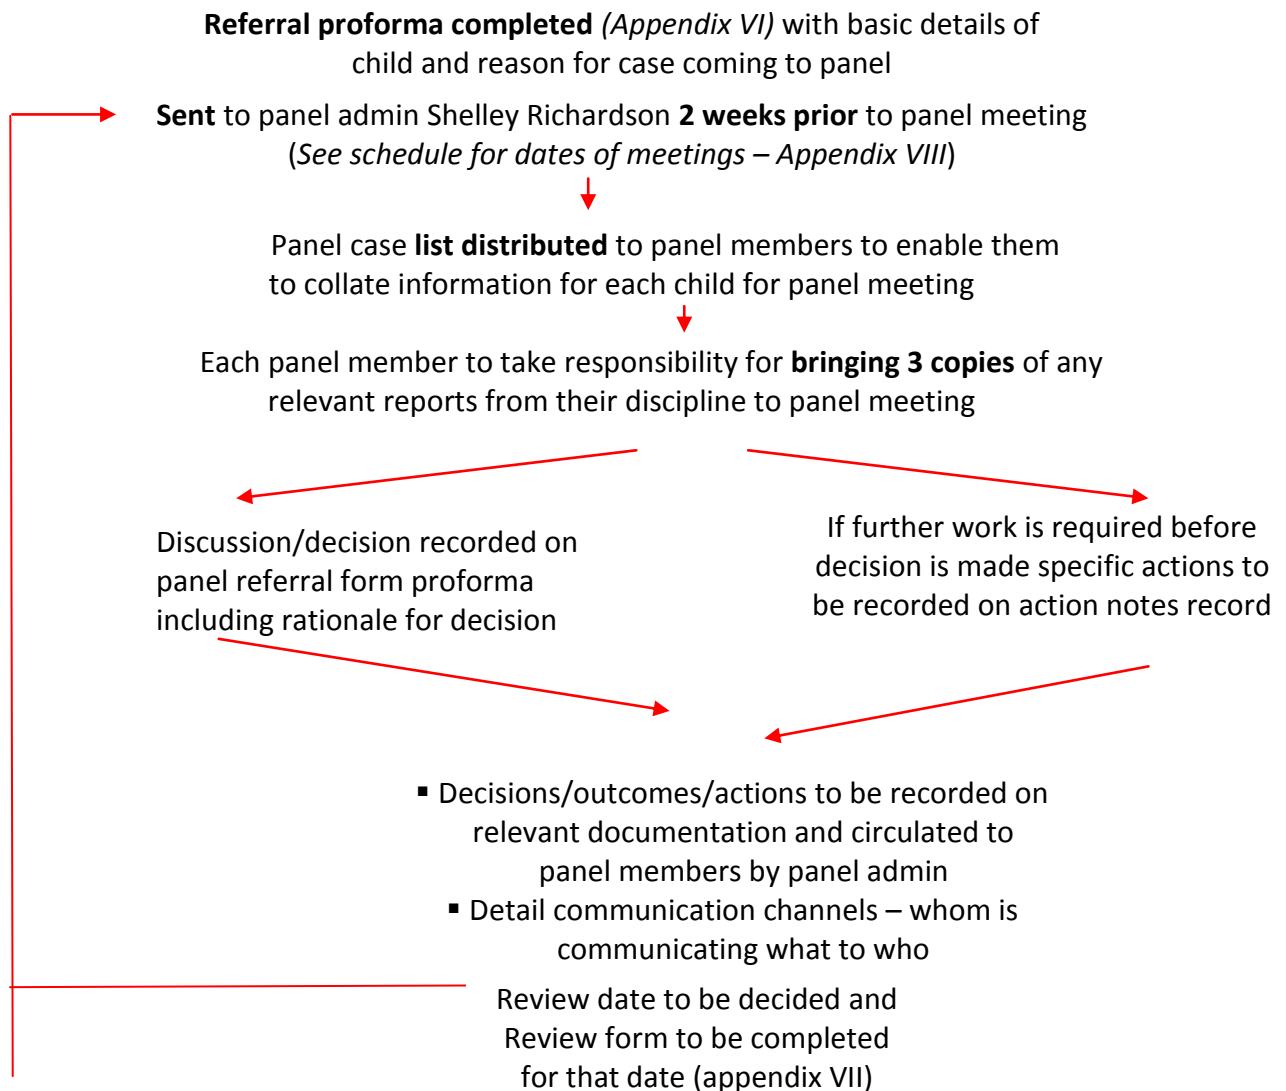 Referral proforma completed (Appendix VI) with basic details of
child and reason for case coming to panel
Sent to panel admin Shelley Richardson 2 weeks prior to panel meeting
(See schedule for dates of meetings – Appendix VIII)
Panel case list distributed to panel members to enable them
to collate information for each child for panel meeting
Each panel member to take responsibility for bringing 3 copies of any
relevant reports from their discipline to panel meeting
Discussion/decision recorded on
panel referral form proforma
including rationale for decision
If further work is required before
decision is made specific actions to
be recorded on action notes record
▪ Decisions/outcomes/actions to be recorded on
relevant documentation and circulated to
panel members by panel admin
▪ Detail communication channels – whom is
communicating what to who
Review date to be decided and
Review form to be completed
for that date (appendix VII)